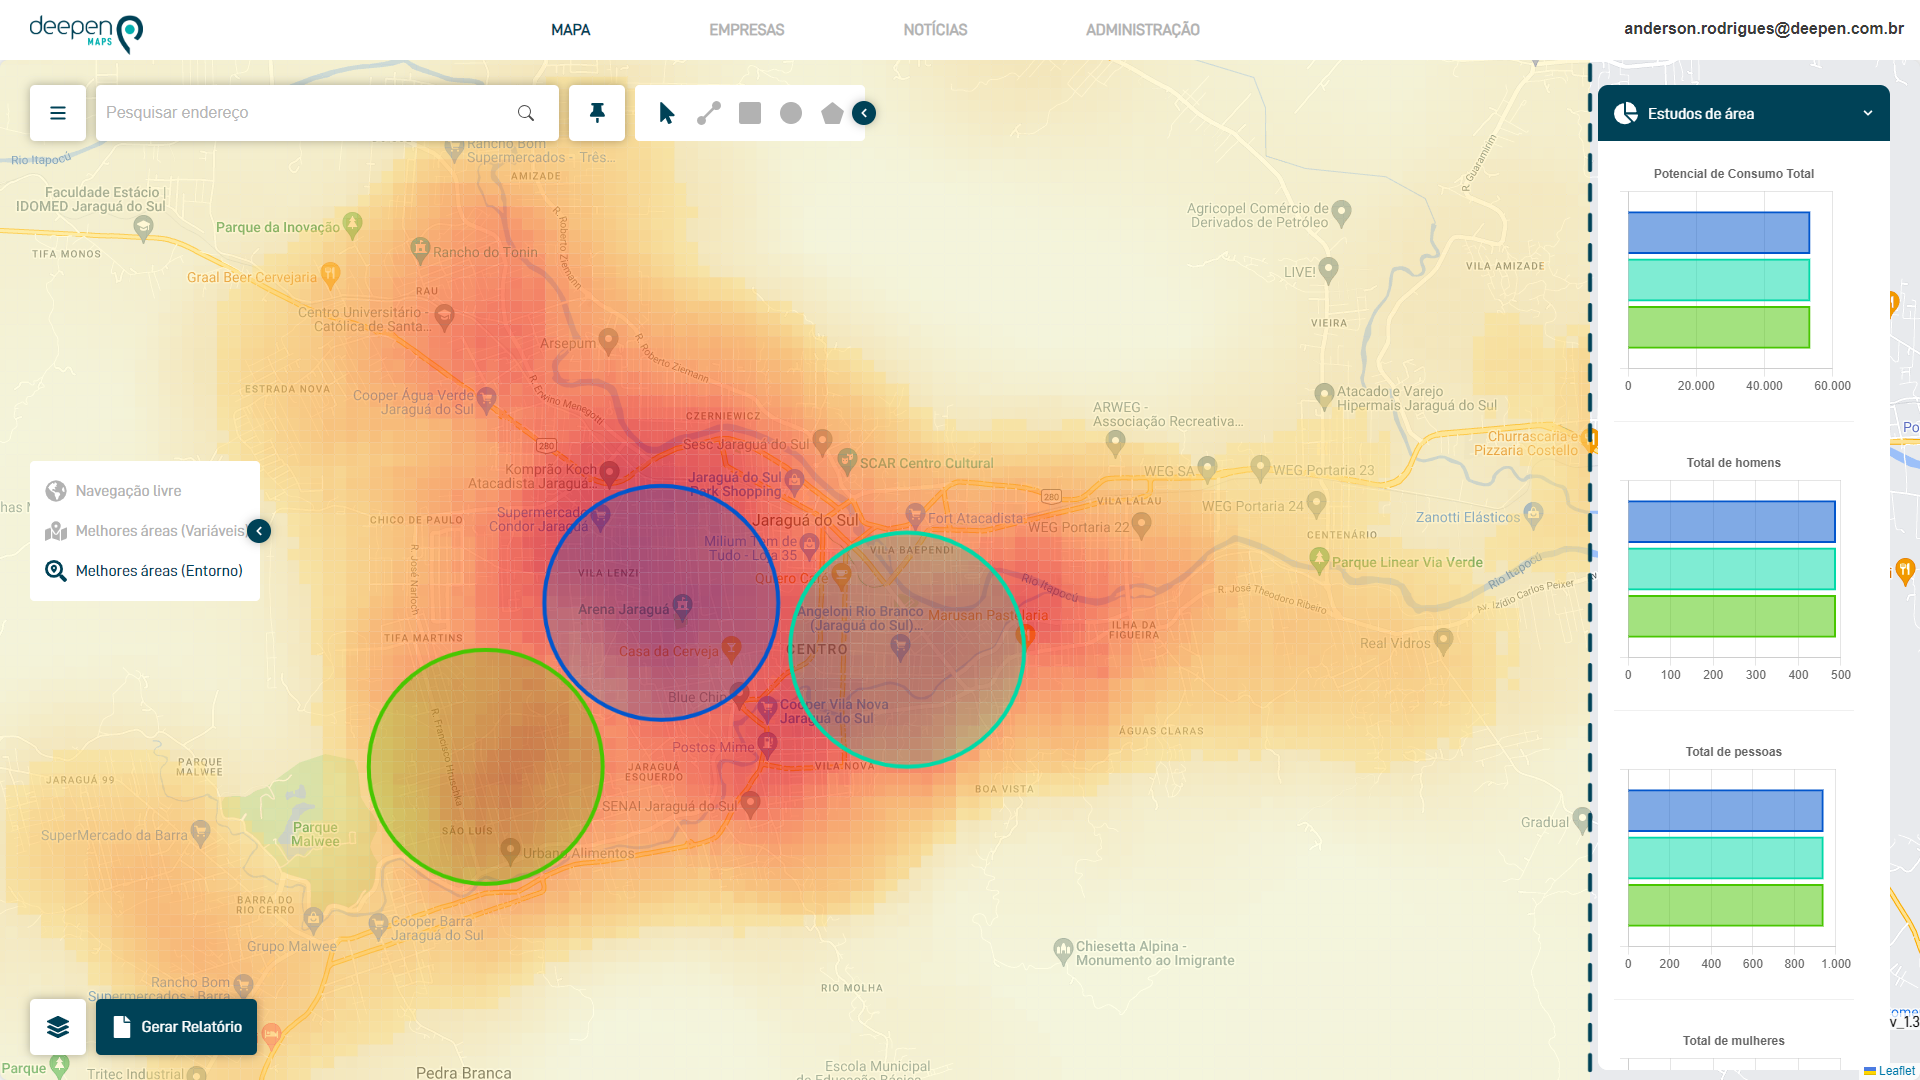 deepen
MAPS
MAPA
EMPRESAS
NOTÍCIAS
ADMINISTRAÇÃO
anderson.rodrigues@deepen.com.br
Pesquisar endereço
Estudos de área
Rancho Bom
Supermercados - Três...
Rio Itapocú
AMIZADE
Faculdade Estácio |
IDOMED Jaraguá do Sul
Parque da Inovação
TIFA MONOS
Rancho do Tonin
Graal Beer Cervejaria
RAU
R. Roberto Ziemann
Centro Universitário -
Católica de Santa...
Arsepum
R. Roberto Ziemann
ESTRADA NOVA
R. Erwino Menegotti
Cooper Água Verde
Jaraguá do Sul
CZERNIEWICZ
Agricopel Comércio de
Derivados de Petróleo
R. Guaramirim
LIVE!
VILA AMIZADE
VIEIRA
Atacado e Varejo
Hipermais Jaraguá do Sul
ARWEG -
Associação Recreativa...
Churrascaria e
Pizzaria Costello
280
Sesc Jaraguá do Sul
SCAR Centro Cultural
Komprão Koch
Atacadista Jaraguá...
Jaraguá do Sul
Park Shopping
WEG SA
WEG Portaria 23
280
VILA LALAU
WEG Portaria 24
CHICO DE PAULO
Supermercado
Condor Jaraguá
Jaraguá do Sul
Fort Atacadista
WEG Portaria 22
Zanotti Elásticos
CENTENÁRIO
Milium Tem de
Tudo - Loja 35
VILA BAEPENDI
Parque Linear Via Verde
Rio Itapocú
VILA LENZI
Quiero Café
Rio Itapocú
R. José Theodoro Ribeiro
Av. Izidio Carlos Peixer
R. José Narloch
Arena Jaraguá
Angeloni Rio Branco
(Jaraguá do Sul)...
Marusan Pastelaria
ILHA DA
FIGUEIRA
TIFA MARTINS
Casa da Cerveja
CENTRO
Real Vidros
Blue Chip
Cooper Vila Nova
Jaraguá do Sul
R. Francisco Hruschka
Postos Mime
ÁGUAS CLARAS
JARAGUÁ
ESQUERDO
VILA NOVA
PARQUE
MALWEE
JARAGUÁ 99
BOA VISTA
SENAI Jaraguá do Sul
Gradual
SuperMercado da Barra
Parque
Malwee
SÃO LUÍS
Urbano Alimentos
BARRA DO
RIO CERRO
Cooper Barra
Jaraguá do Sul
Grupo Malwee
Chiesetta Alpina -
Monumento ao Imigrante
Rancho Bom
Supermercados - Barra
RIO MOLHA
Parque
Tritec Industrial
Pedra Branca
Escola Municipal
de Educação Básica
Navegação livre
Melhores áreas (Variáveis)
Melhores áreas (Entorno)
Gerar Relatório
Potencial de Consumo Total
0 20.000 40.000 60.000
Total de homens
0 100 200 300 400 500
Total de pessoas
0 200 400 600 800 1.000
Total de mulheres
Po
v_1.3
Leaflet